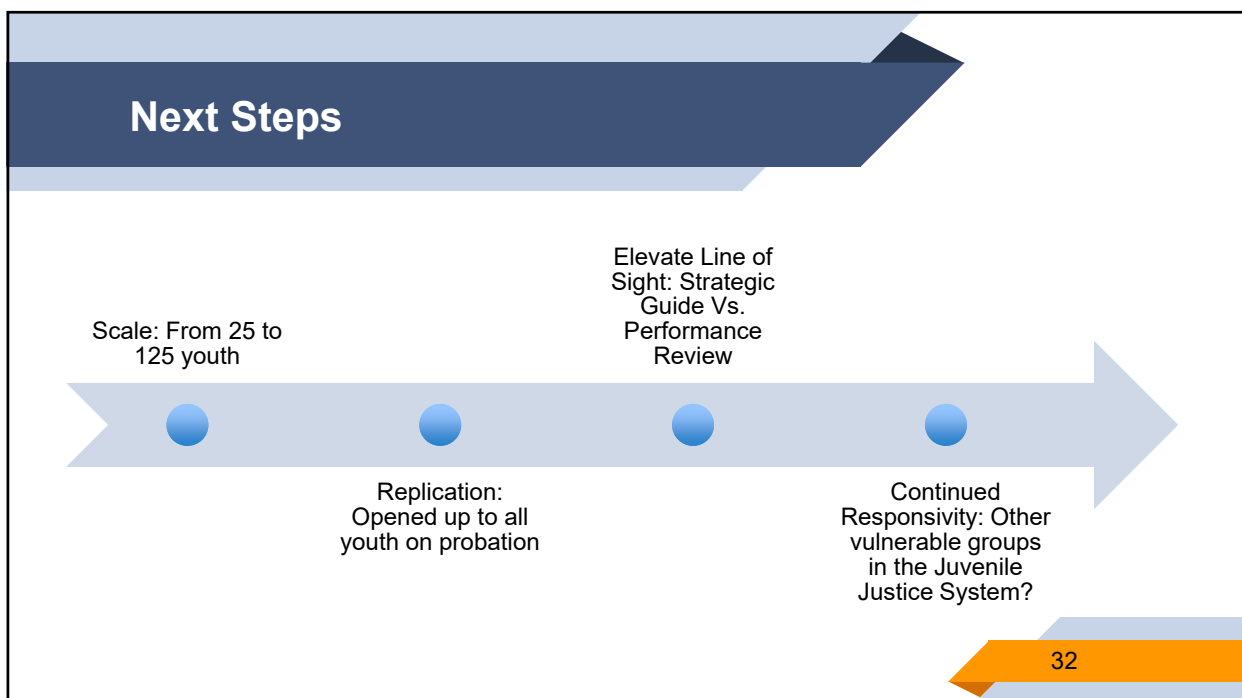 Next Steps
Scale: From 25 to
125 youth
Replication:
Opened up to all
youth on probation
Elevate Line of
Sight: Strategic
Guide Vs.
Performance
Review
Continued
Responsivity: Other
vulnerable groups
in the Juvenile
Justice System?
32